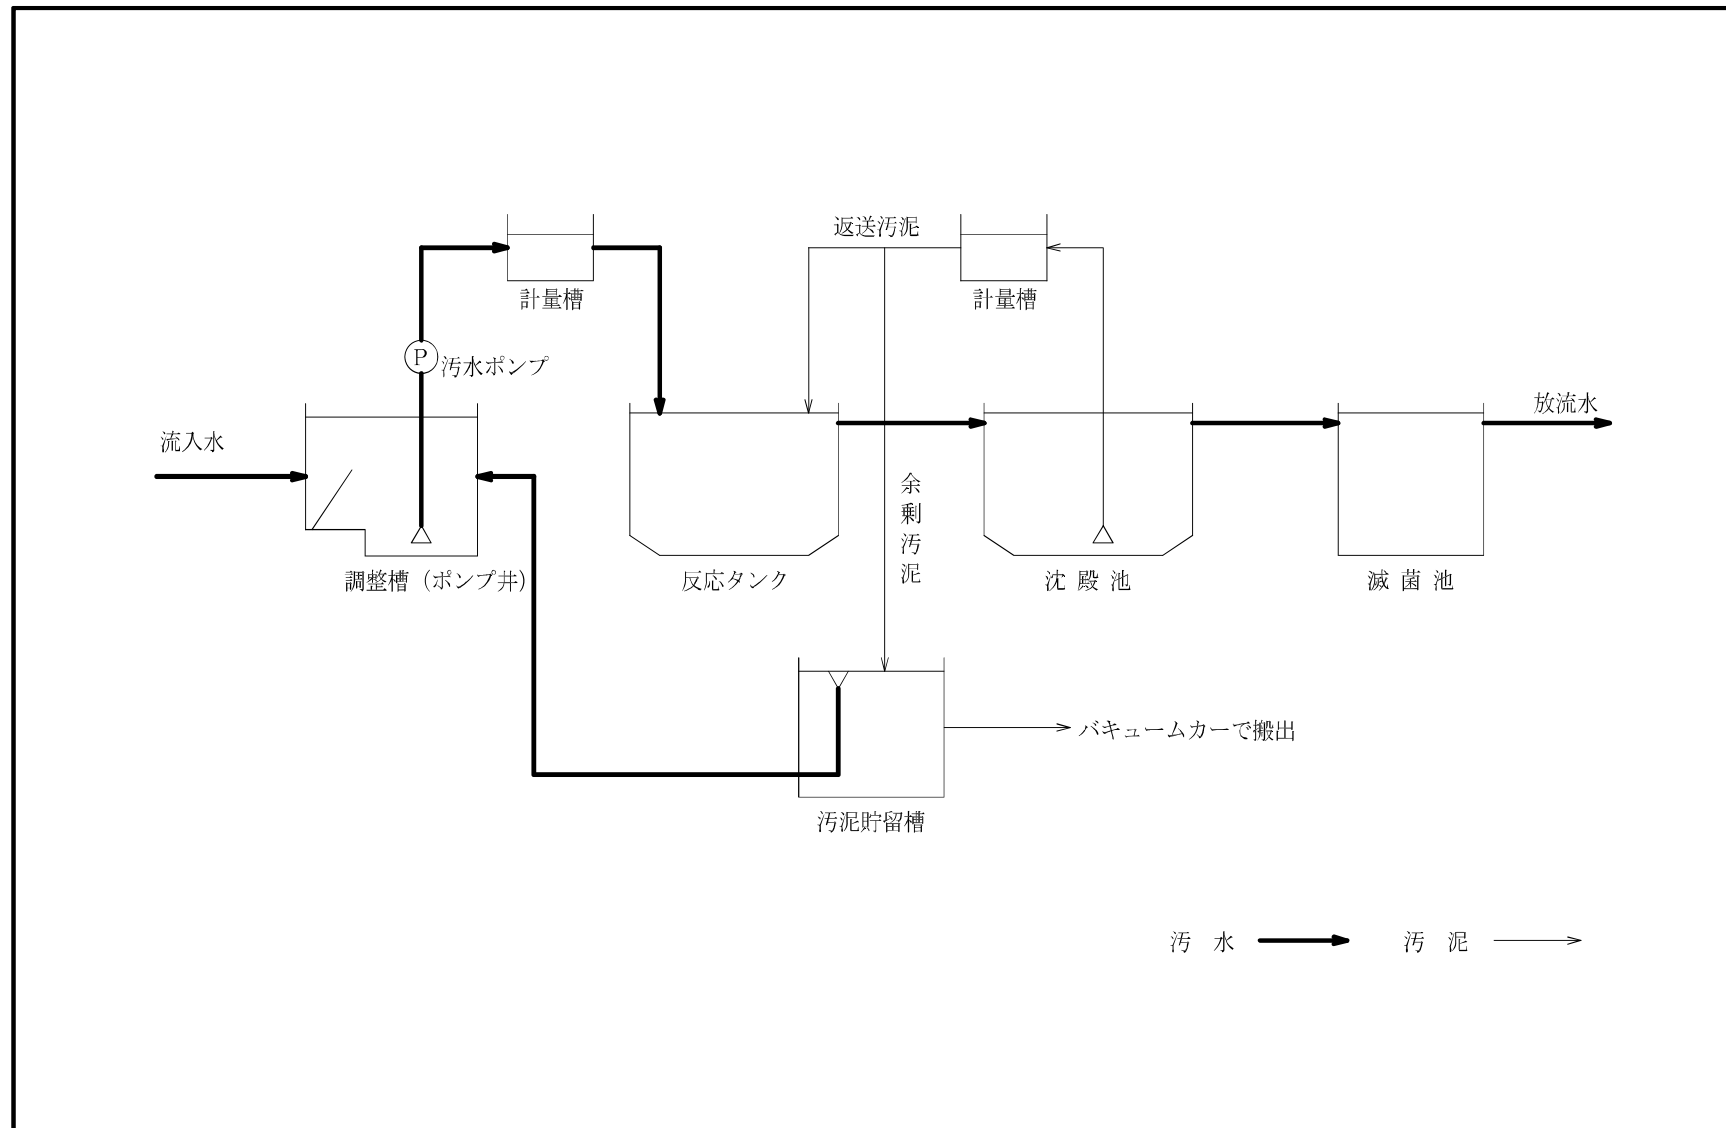 返送汚泥
計量槽
計量槽
P
汚水ポンプ
流入水
放流水
余剰汚泥
調整槽（ポンプ井）
反応タンク
沈 殿 池
滅 菌 池
バキュームカーで搬出
汚泥貯留槽
汚 水
汚 泥